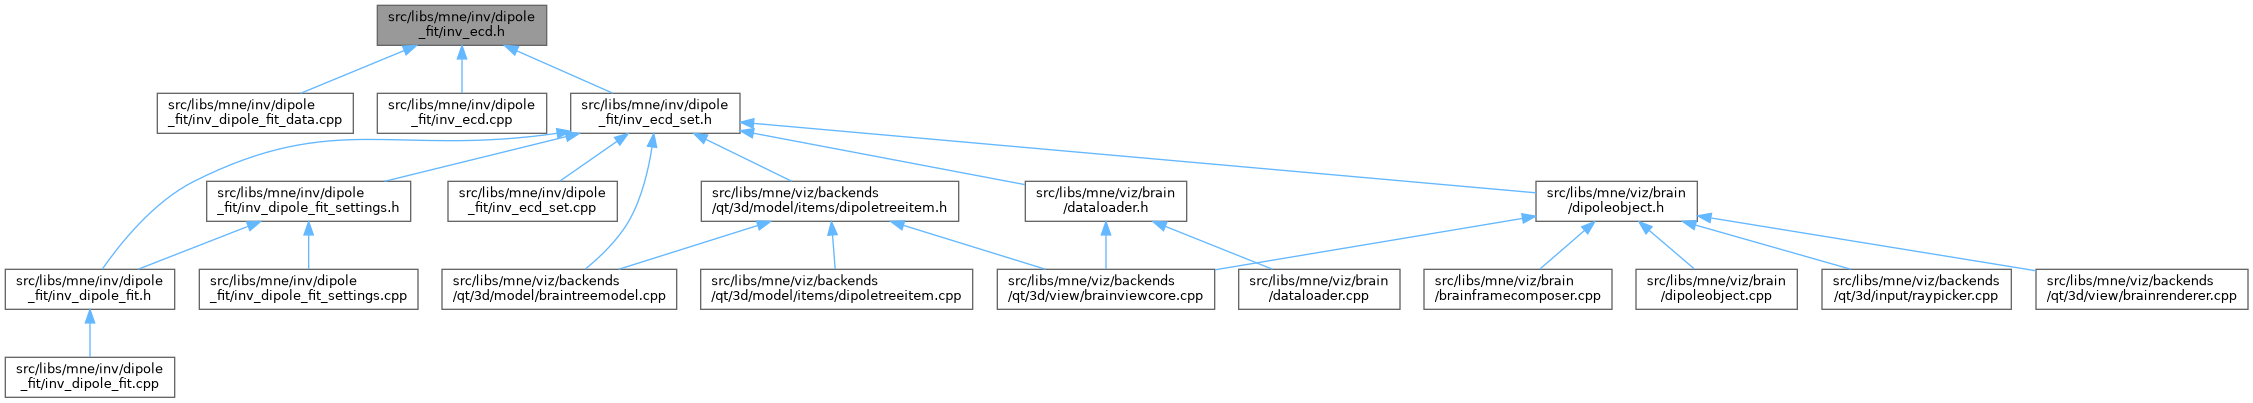 src/libs/mne/inv/dipole
_fit/inv_ecd.h
src/libs/mne/inv/dipole
_fit/inv_dipole_fit_data.cpp
src/libs/mne/inv/dipole
_fit/inv_ecd.cpp
src/libs/mne/inv/dipole
_fit/inv_ecd_set.h
src/libs/mne/inv/dipole
_fit/inv_dipole_fit_settings.h
src/libs/mne/inv/dipole
_fit/inv_ecd_set.cpp
src/libs/mne/viz/backends
/qt/3d/model/items/dipoletreeitem.h
src/libs/mne/viz/brain
/dataloader.h
src/libs/mne/viz/brain
/dipoleobject.h
src/libs/mne/inv/dipole
_fit/inv_dipole_fit.h
src/libs/mne/inv/dipole
_fit/inv_dipole_fit_settings.cpp
src/libs/mne/viz/backends
/qt/3d/model/braintreemodel.cpp
src/libs/mne/viz/backends
/qt/3d/model/items/dipoletreeitem.cpp
src/libs/mne/viz/backends
/qt/3d/view/brainviewcore.cpp
src/libs/mne/viz/brain
/dataloader.cpp
src/libs/mne/viz/brain
/brainframecomposer.cpp
src/libs/mne/viz/brain
/dipoleobject.cpp
src/libs/mne/viz/backends
/qt/3d/input/raypicker.cpp
src/libs/mne/viz/backends
/qt/3d/view/brainrenderer.cpp
src/libs/mne/inv/dipole
_fit/inv_dipole_fit.cpp